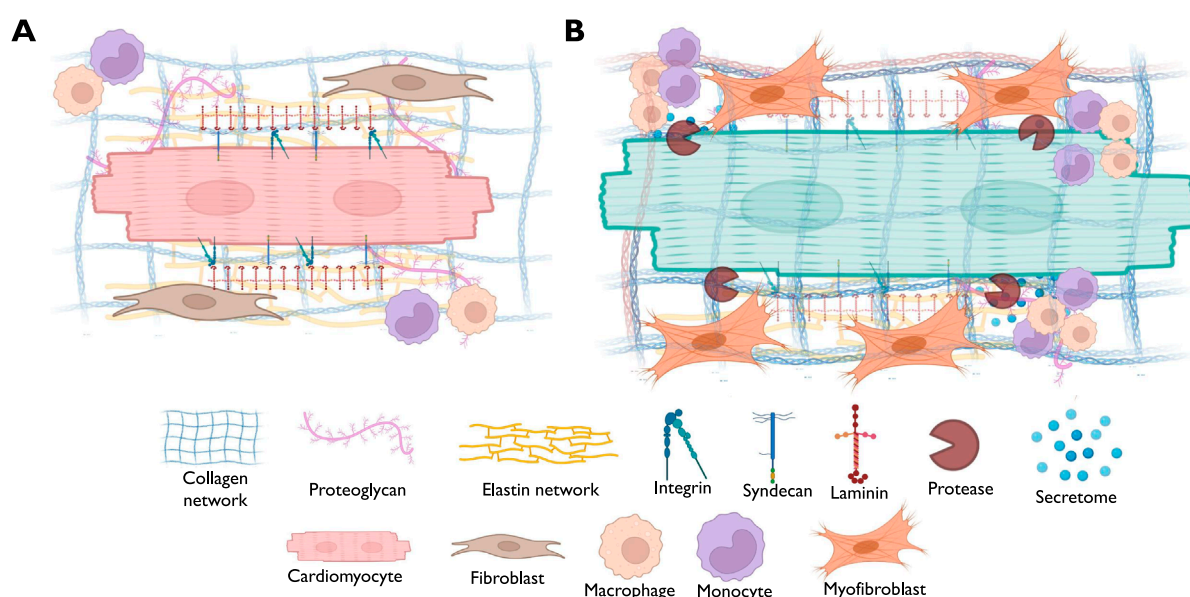 A
B
Collagen
network
Proteoglycan
Elastin network
Integrin
Syndecan
Laminin
Protease
Secretome
Cardiomyocyte
Fibroblast
Macrophage
Monocyte
Myofibroblast